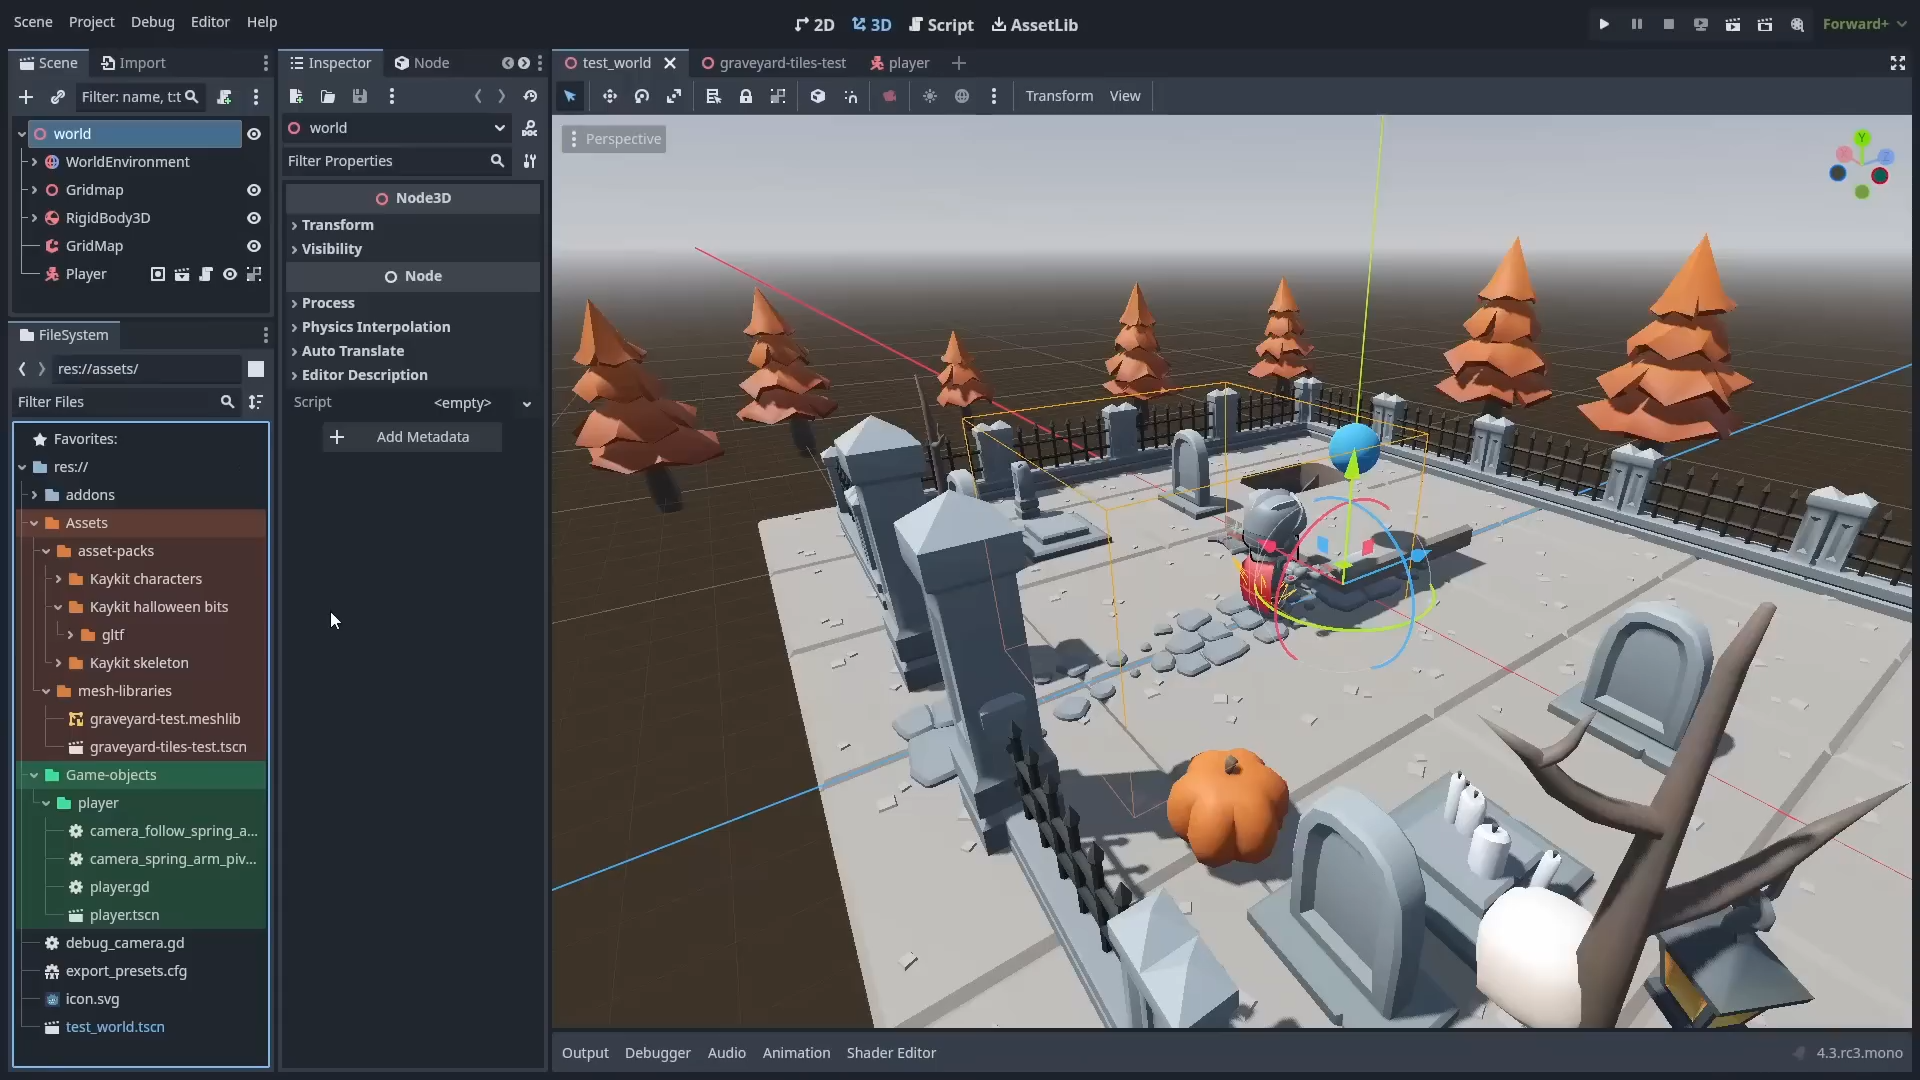 Scene Project Debug Editor Help
2D 3D Script AssetLib
Forward+
Scene Import
Filter: name, t:t
world
WorldEnvironment
Gridmap
RigidBody3D
GridMap
Player
FileSystem
res://assets/
Filter Files
Favorites:
res://
addons
Assets
asset-packs
Kaykit characters
Kaykit halloween bits
gltf
Kaykit skeleton
mesh-libraries
graveyard-test.meshlib
graveyard-tiles-test.tscn
Game-objects
player
camera_follow_spring_a...
camera_spring_arm_piv...
player.gd
player.tscn
debug_camera.gd
export_presets.cfg
icon.svg
test_world.tscn
Inspector Node
world
Filter Properties
Node3D
Transform
Visibility
Node
Process
Physics Interpolation
Auto Translate
Editor Description
Script <empty>
Add Metadata
test_world graveyard-tiles-test player
Transform View
Perspective
Y
Z
Output Debugger Audio Animation Shader Editor
4.3.rc3.mono